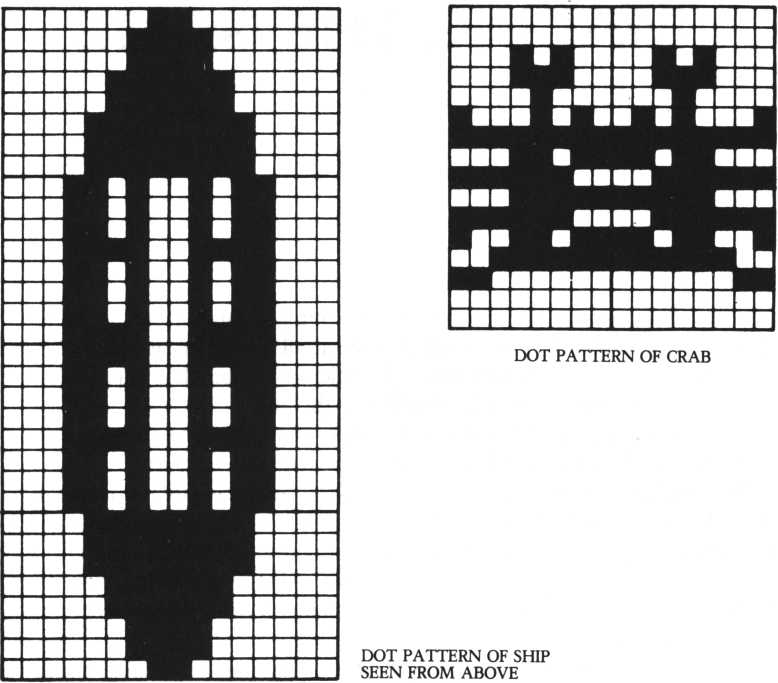 DOT PATTERN OF CRAB
DOT PATTERN OF SHIP
SEEN FROM ABOVE